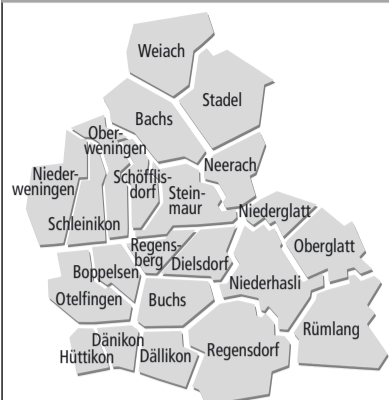 Weiach
Stadel
Bachs
Ober-
weningen
Neerach
Nieder-
weningen
Schöfflis-
dorf
Stein-
maur
Schleinikon
Niederglatt
Regens-
berg
Dielsdorf
Oberglatt
Boppelsen
Niederhasli
Otelfingen
Buchs
Rümlang
Dänikon
Hüttikon
Dällikon
Regensdorf